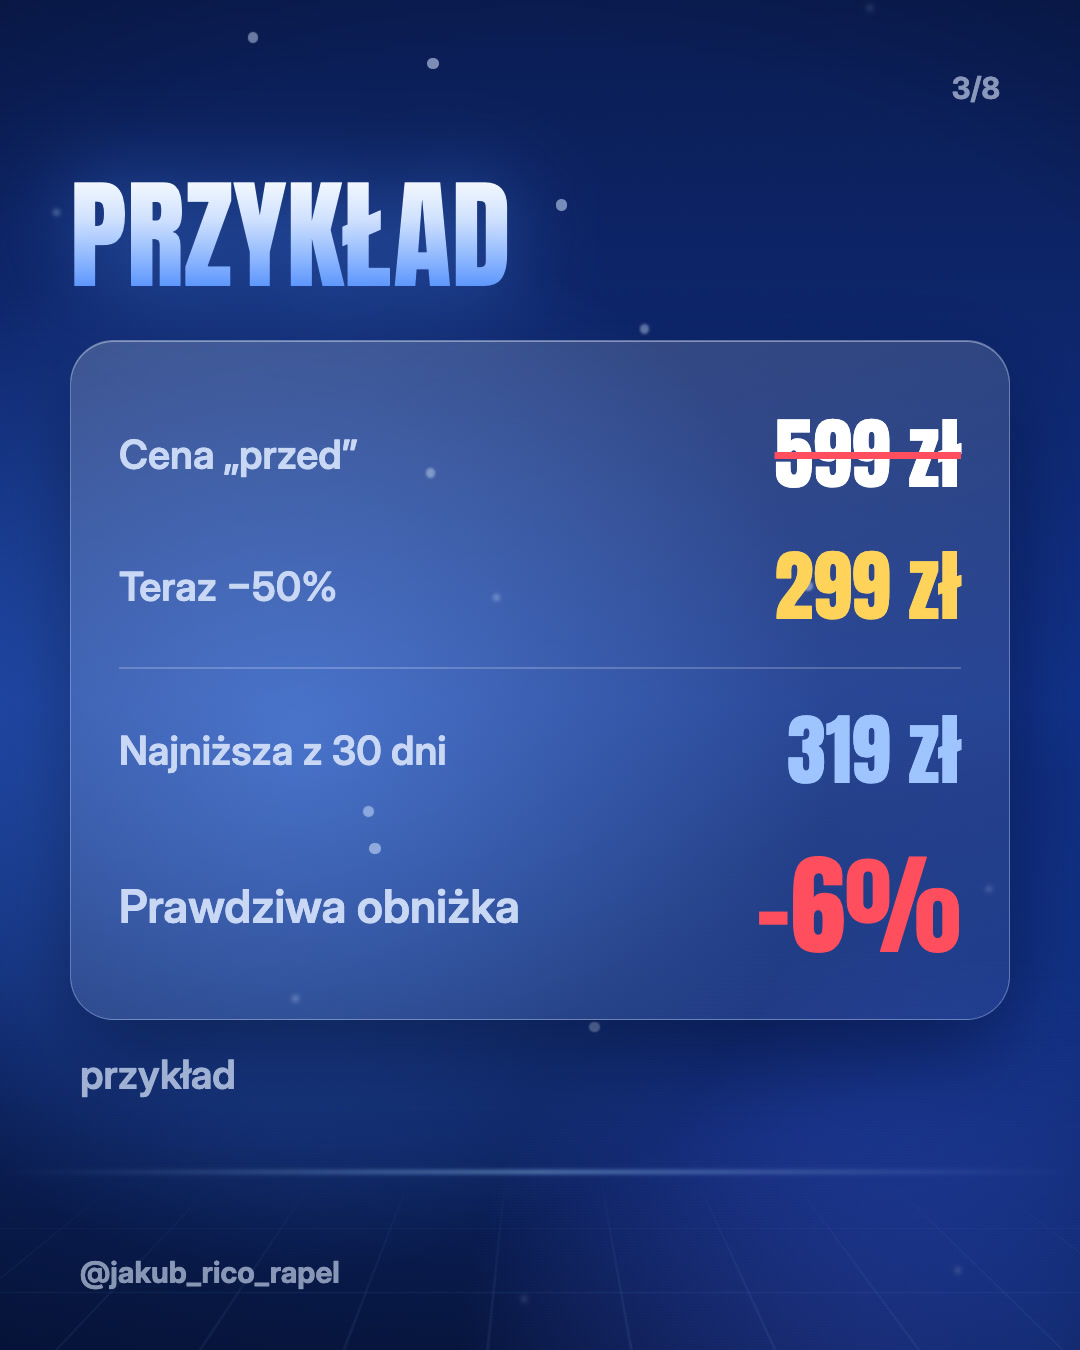 3/8
PRZYKŁAD
Cena „przed” 599 zł
Teraz −50% 299 zł
Najniższa z 30 dni 319 zł
Prawdziwa obniżka -6%
przykład
@jakub_rico_rapel